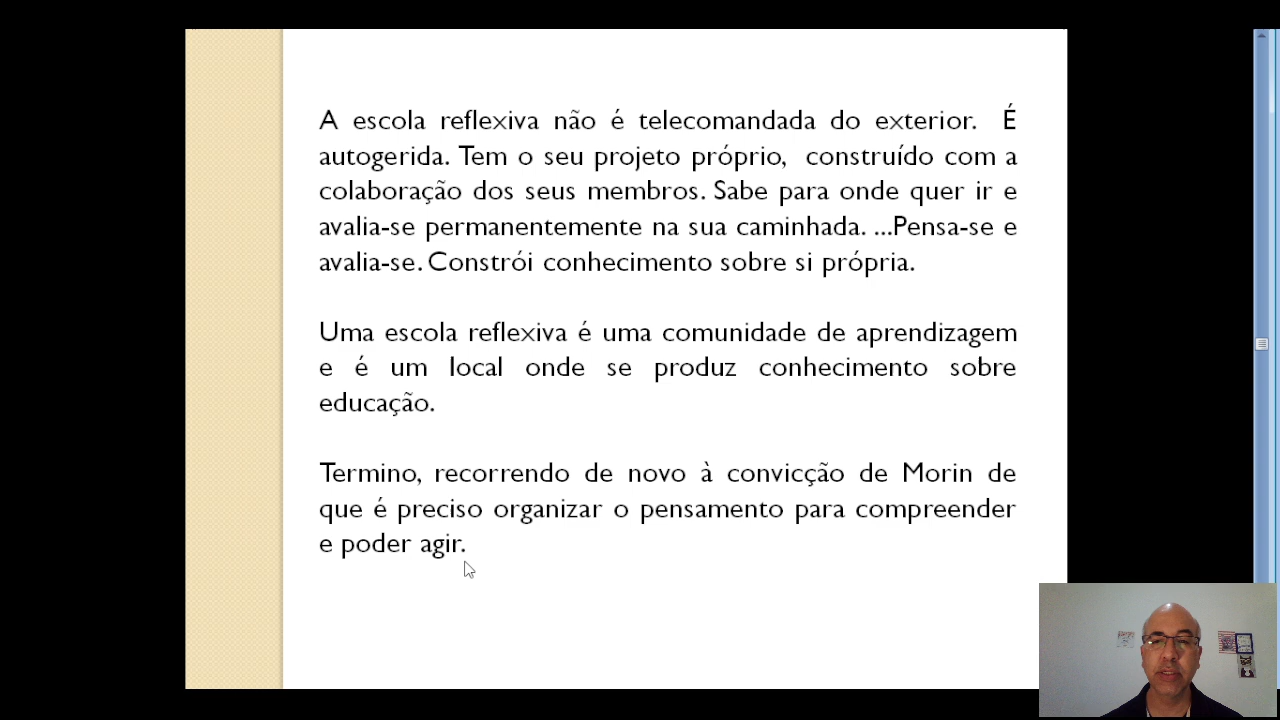 A escola reflexiva não é telecomandada do exterior. É
autogerida. Tem o seu projeto próprio, construído com a
colaboração dos seus membros. Sabe para onde quer ir e
avalia-se permanentemente na sua caminhada. ...Pensa-se e
avalia-se. Constrói conhecimento sobre si própria.
Uma escola reflexiva é uma comunidade de aprendizagem
e é um local onde se produz conhecimento sobre
educação.
Termino, recorrendo de novo à convicção de Morin de
que é preciso organizar o pensamento para compreender
e poder agir.